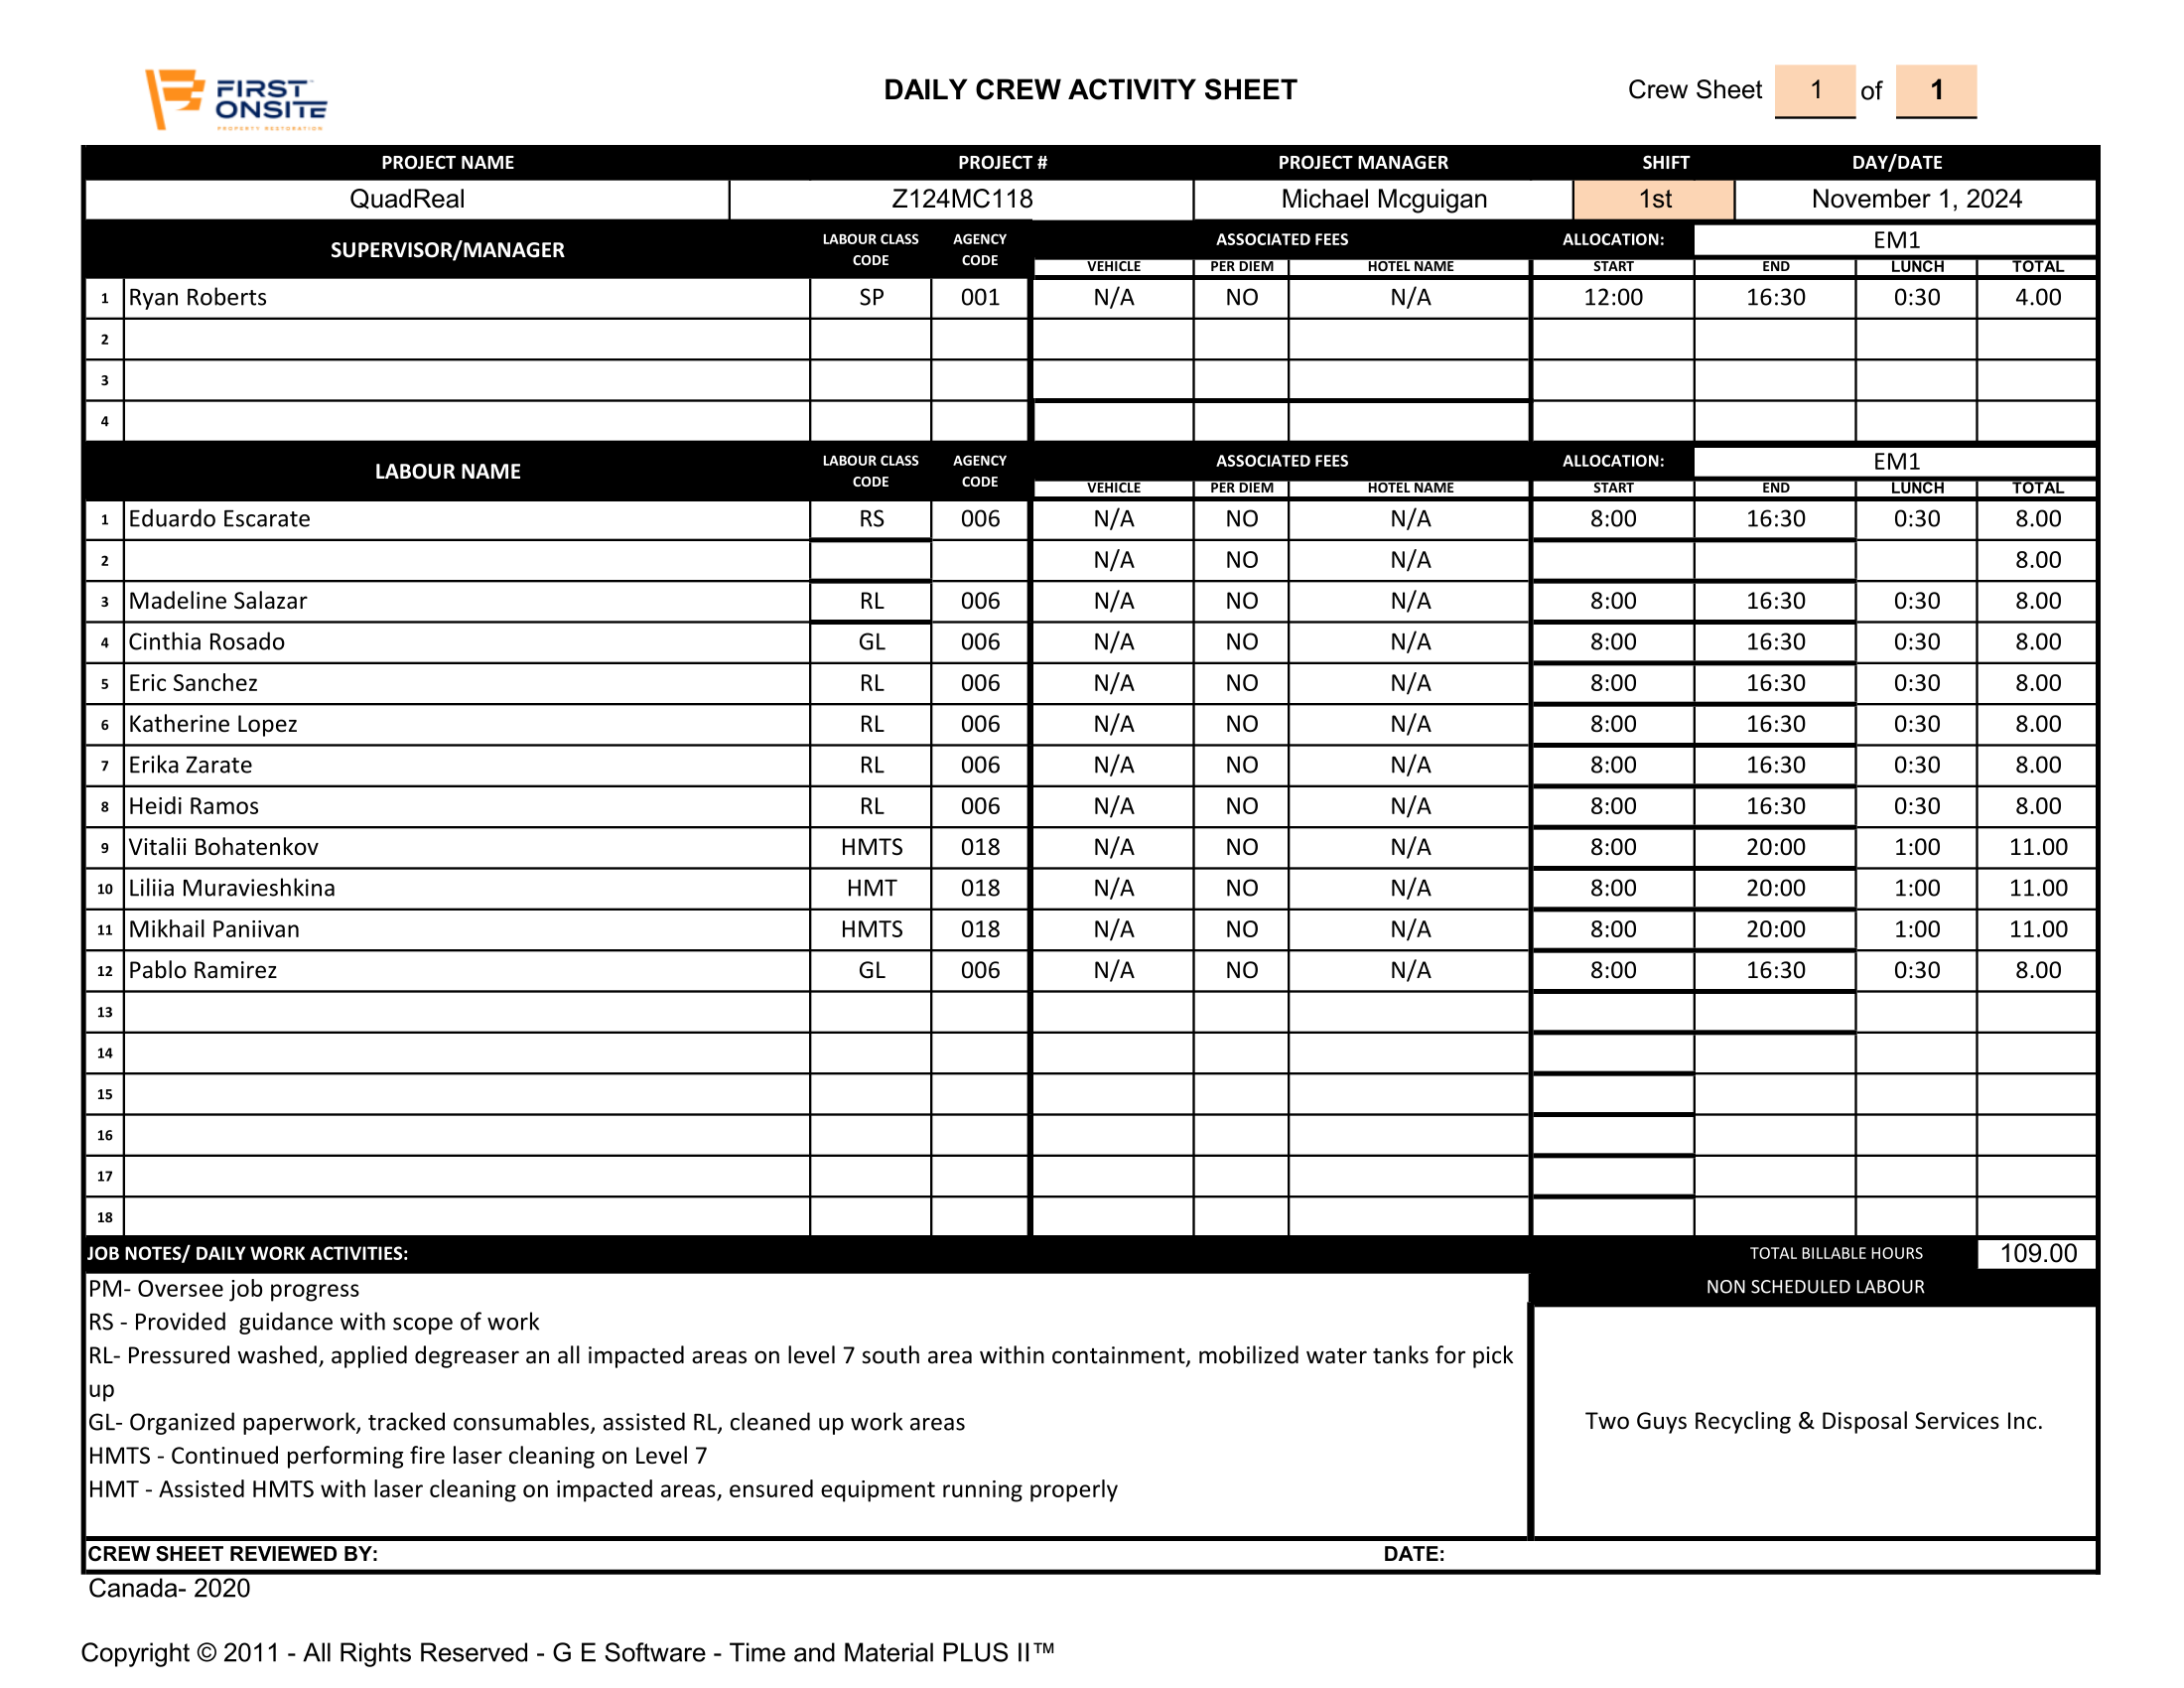 FIRST ONSITE
PROPERTY RESTORATION
DAILY CREW ACTIVITY SHEET
Crew Sheet 1 of 1
PROJECT NAME PROJECT # PROJECT MANAGER SHIFT DAY/DATE
QuadReal Z124MC118 Michael Mcguigan 1st November 1, 2024
SUPERVISOR/MANAGER LABOUR CLASS CODE AGENCY CODE ASSOCIATED FEES ALLOCATION: EM1
VEHICLE PER DIEM HOTEL NAME START END LUNCH TOTAL
1 Ryan Roberts SP 001 N/A NO N/A 12:00 16:30 0:30 4.00
2
3
4
LABOUR NAME LABOUR CLASS CODE AGENCY CODE ASSOCIATED FEES ALLOCATION: EM1
VEHICLE PER DIEM HOTEL NAME START END LUNCH TOTAL
1 Eduardo Escarate RS 006 N/A NO N/A 8:00 16:30 0:30 8.00
2 N/A NO N/A 8.00
3 Madeline Salazar RL 006 N/A NO N/A 8:00 16:30 0:30 8.00
4 Cinthia Rosado GL 006 N/A NO N/A 8:00 16:30 0:30 8.00
5 Eric Sanchez RL 006 N/A NO N/A 8:00 16:30 0:30 8.00
6 Katherine Lopez RL 006 N/A NO N/A 8:00 16:30 0:30 8.00
7 Erika Zarate RL 006 N/A NO N/A 8:00 16:30 0:30 8.00
8 Heidi Ramos RL 006 N/A NO N/A 8:00 16:30 0:30 8.00
9 Vitalii Bohatenkov HMTS 018 N/A NO N/A 8:00 20:00 1:00 11.00
10 Liliia Muravieshkina HMT 018 N/A NO N/A 8:00 20:00 1:00 11.00
11 Mikhail Paniivan HMTS 018 N/A NO N/A 8:00 20:00 1:00 11.00
12 Pablo Ramirez GL 006 N/A NO N/A 8:00 16:30 0:30 8.00
13
14
15
16
17
18
JOB NOTES/ DAILY WORK ACTIVITIES: TOTAL BILLABLE HOURS 109.00
NON SCHEDULED LABOUR
PM- Oversee job progress
RS - Provided  guidance with scope of work
RL- Pressured washed, applied degreaser an all impacted areas on level 7 south area within containment, mobilized water tanks for pick
up
GL- Organized paperwork, tracked consumables, assisted RL, cleaned up work areas
HMTS - Continued performing fire laser cleaning on Level 7
HMT - Assisted HMTS with laser cleaning on impacted areas, ensured equipment running properly
Two Guys Recycling & Disposal Services Inc.
CREW SHEET REVIEWED BY: DATE:
Canada- 2020
Copyright © 2011 - All Rights Reserved - G E Software - Time and Material PLUS II™